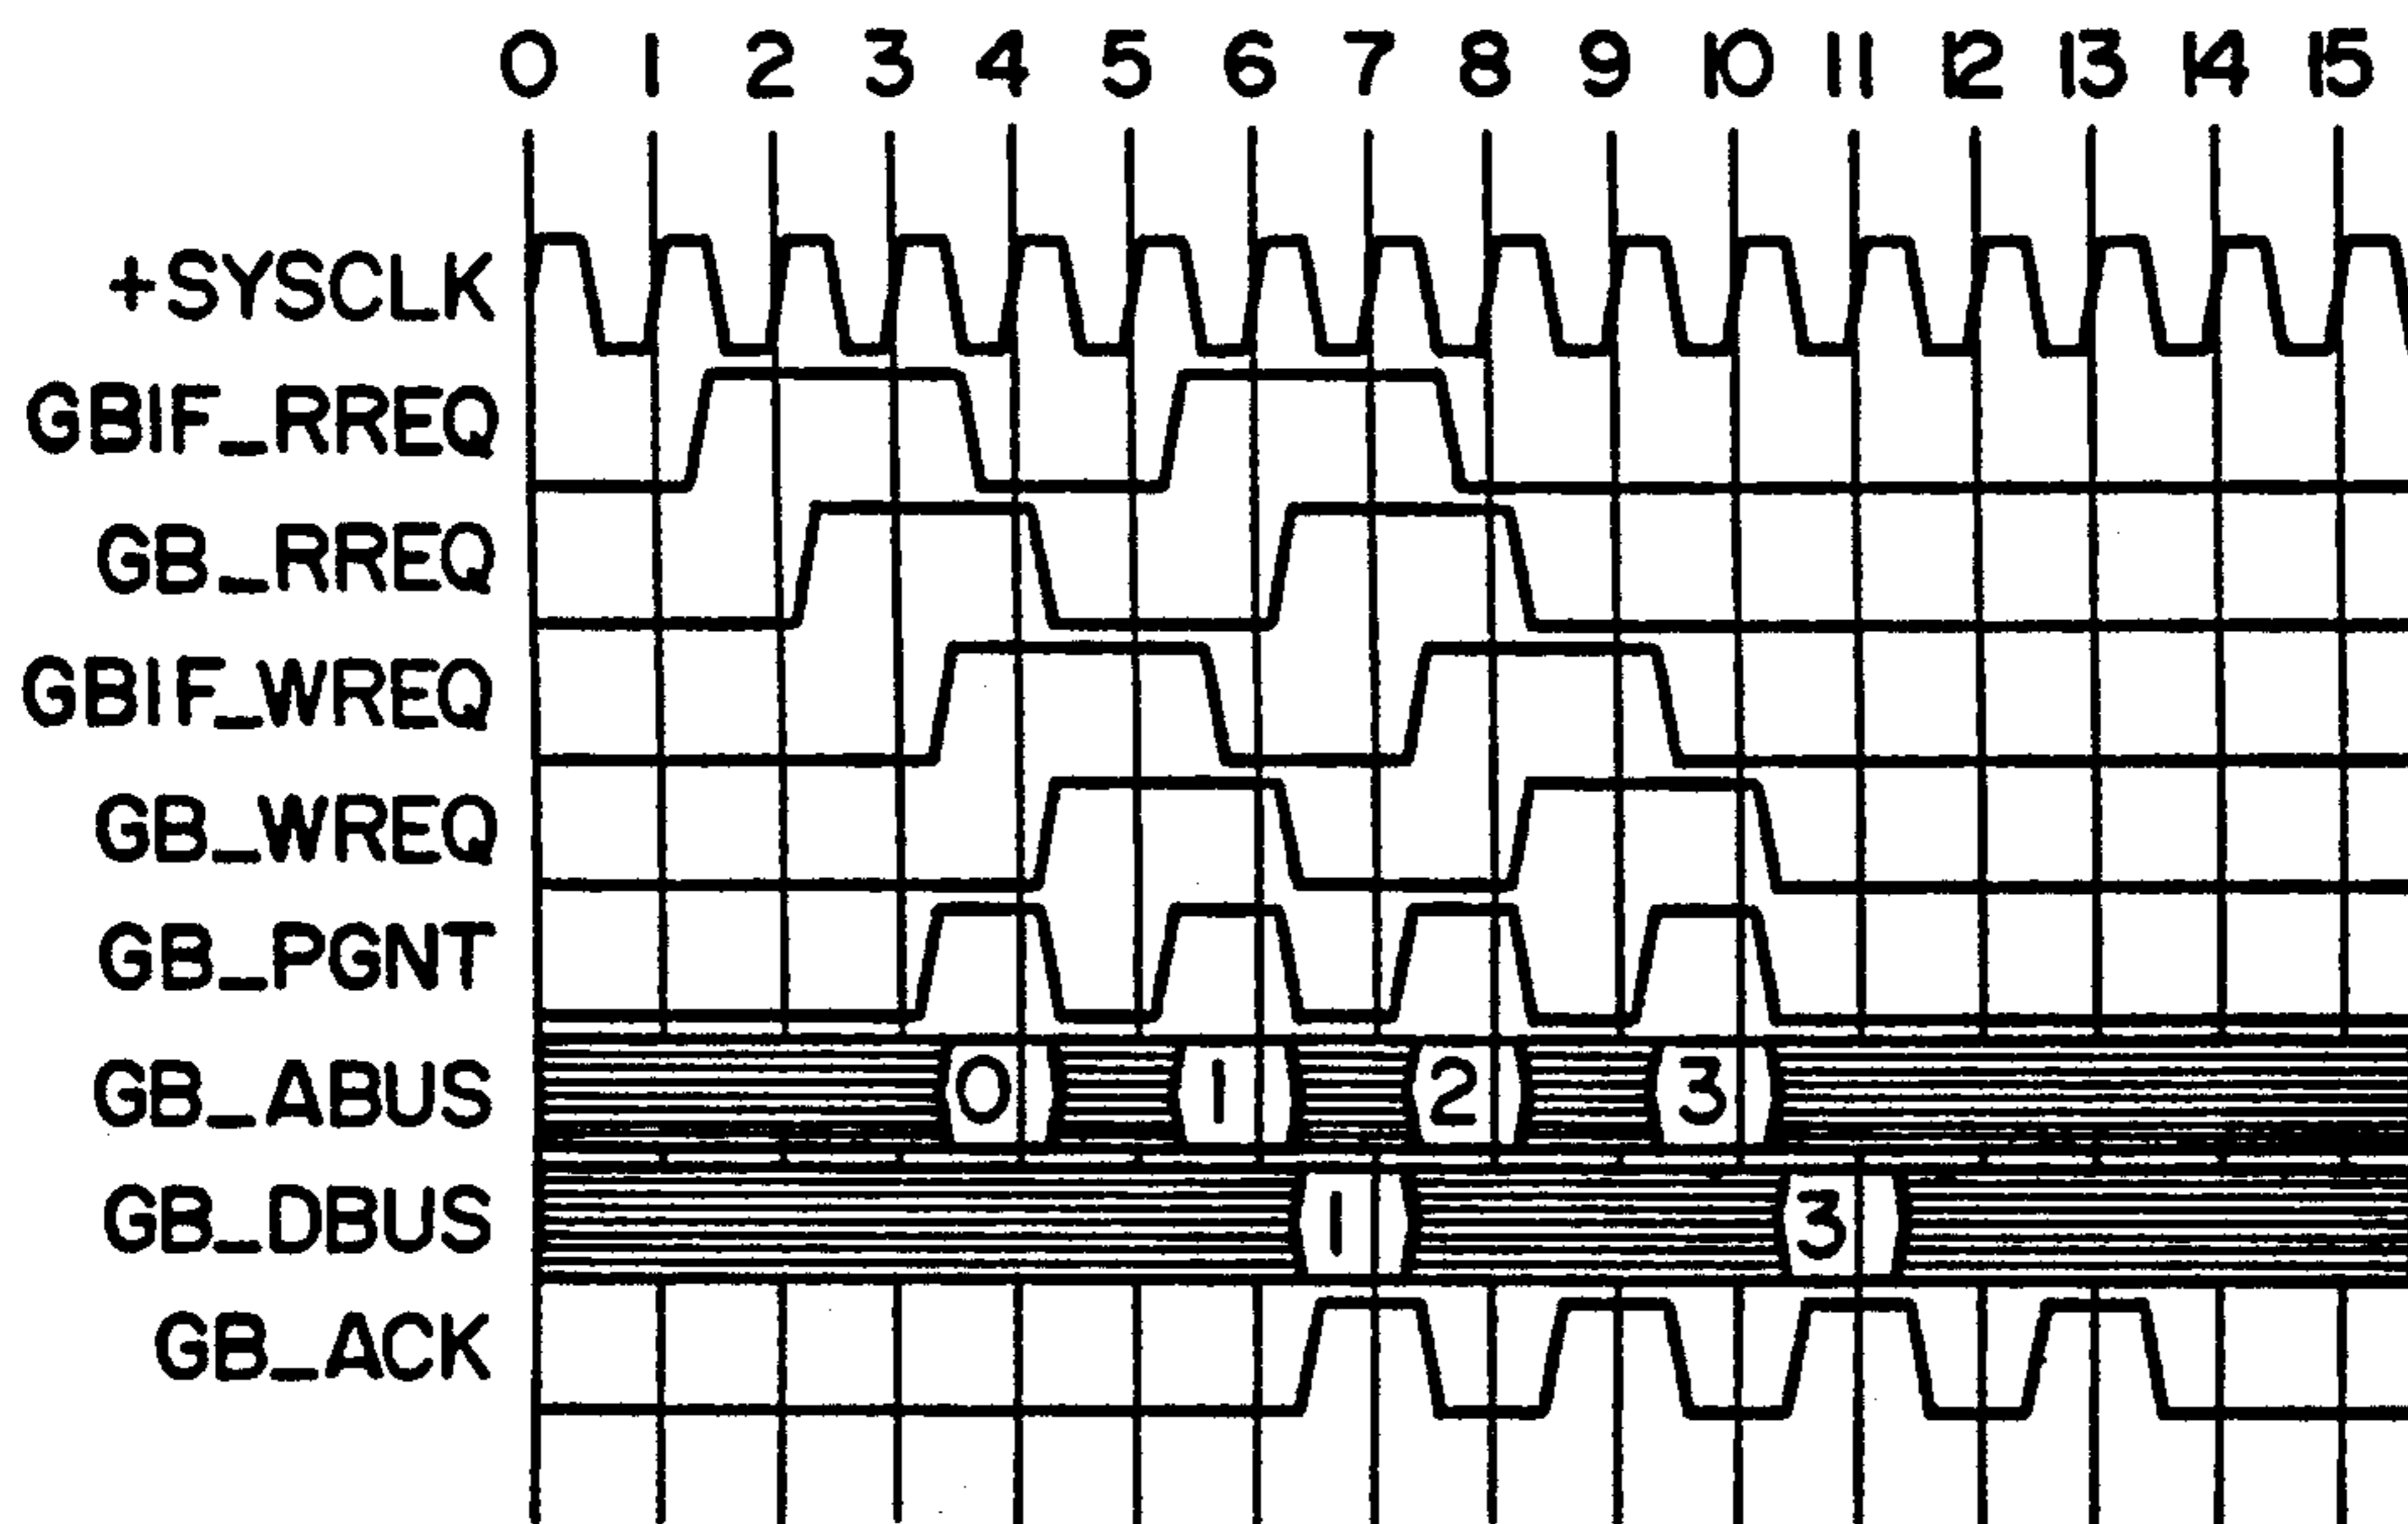 0 1 2 3 4 5 6 7 8 9 10 11 12 13 14 15
+SYSCLK
GBIF_RREQ
GB_RREQ
GBIF_WREQ
GB_WREQ
GB_PGNT
GB_ABUS 0 1 2 3
GB_DBUS 1 3
GB_ACK